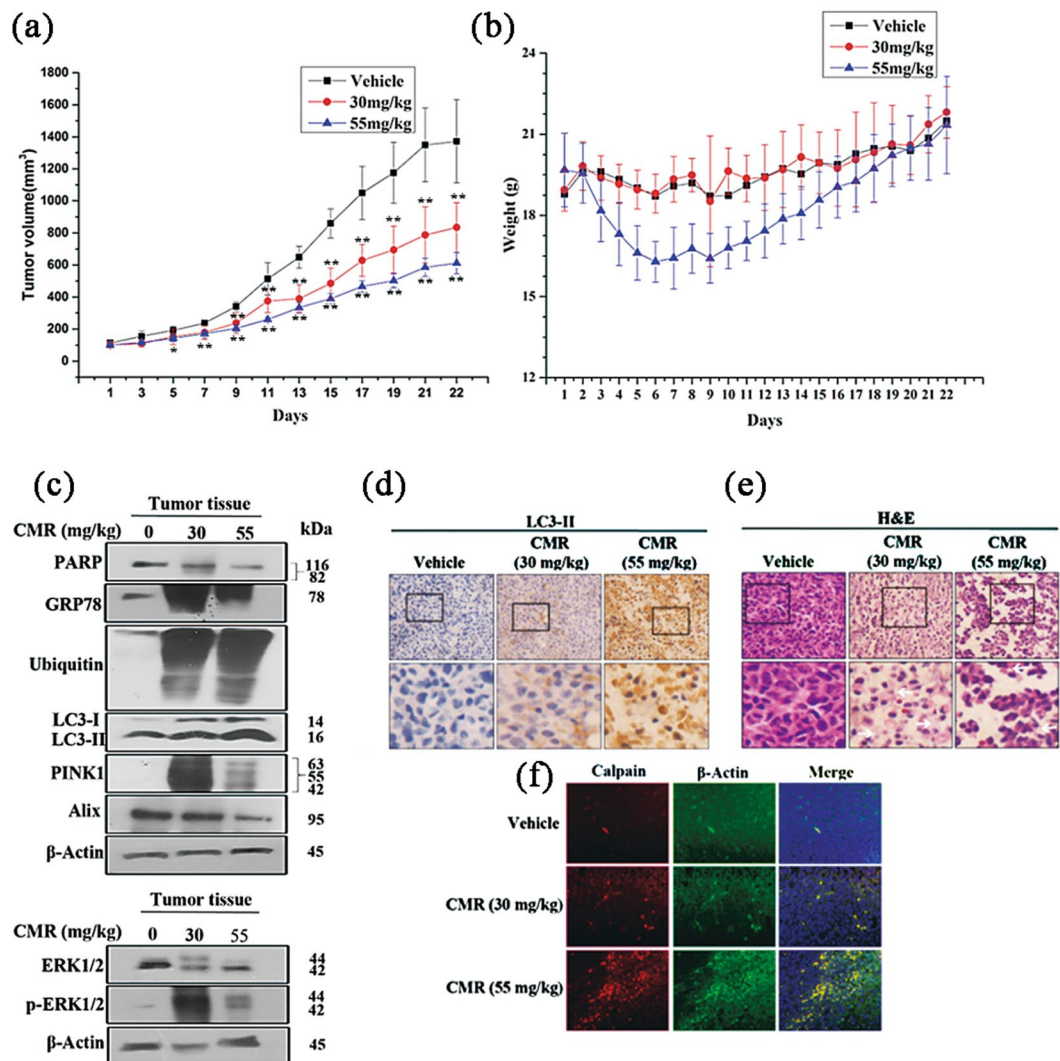 (a)
Vehicle
30mg/kg
55mg/kg
Tumor volume(mm³)
1800
1600
1400
1200
1000
800
600
400
200
0
** ** ** ** ** ** ** **
* ** ** ** ** ** ** ** ** **
1 3 5 7 9 11 13 15 17 19 21 22
Days
(b)
Vehicle
30mg/kg
55mg/kg
Weight (g)
24
21
18
15
12
1 2 3 4 5 6 7 8 9 10 11 12 13 14 15 16 17 18 19 20 21 22
Days
(c)
Tumor tissue
CMR (mg/kg) 0 30 55 kDa
PARP 116
82
GRP78 78
Ubiquitin
LC3-I 14
LC3-II 16
PINK1 63
55
42
Alix 95
β-Actin 45
Tumor tissue
CMR (mg/kg) 0 30 55
ERK1/2 44
42
p-ERK1/2 44
42
β-Actin 45
(d)
LC3-II
Vehicle CMR (30 mg/kg) CMR (55 mg/kg)
(e)
H&E
Vehicle CMR (30 mg/kg) CMR (55 mg/kg)
(f)
Calpain β-Actin Merge
Vehicle
CMR (30 mg/kg)
CMR (55 mg/kg)